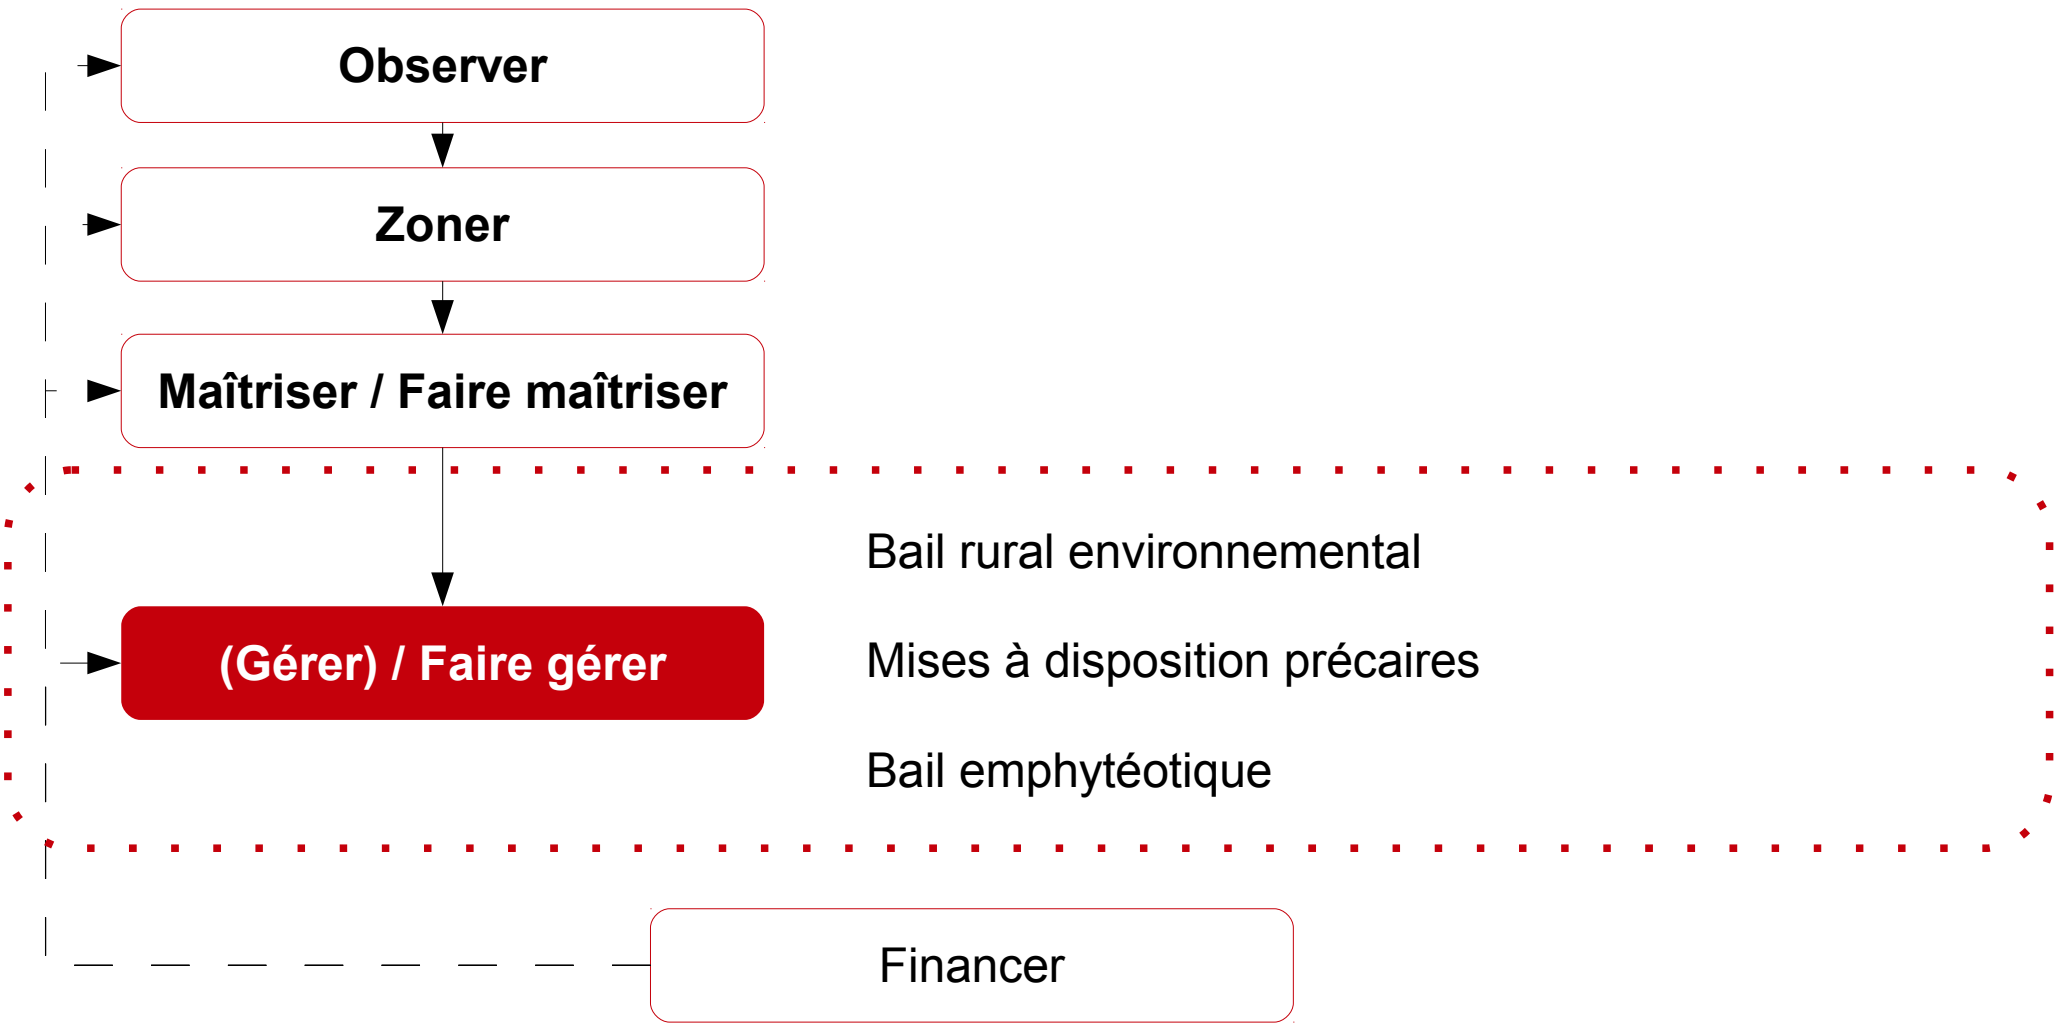 Observer
Zoner
Maîtriser / Faire maîtriser
Bail rural environnemental
(Gérer) / Faire gérer
Mises à disposition précaires
Bail emphytéotique
Financer